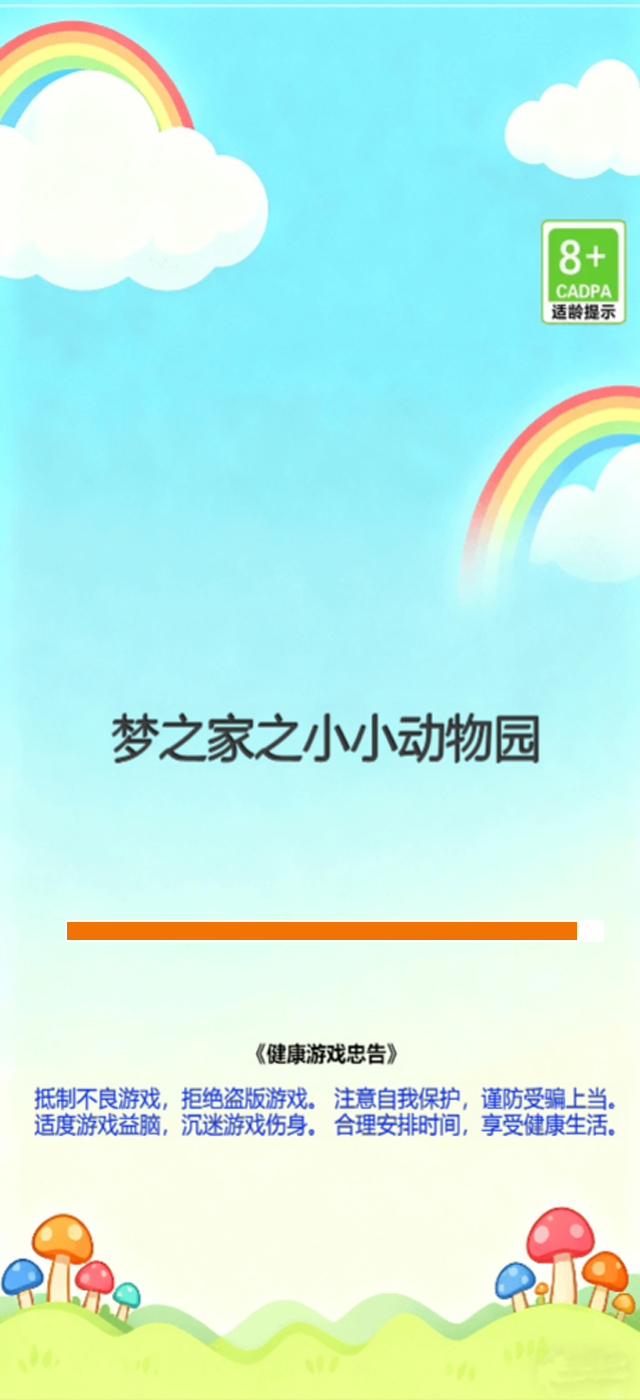 8+
CADPA
适龄提示
梦之家之小小动物园
《健康游戏忠告》
抵制不良游戏，拒绝盗版游戏。 注意自我保护，谨防受骗上当。
适度游戏益脑，沉迷游戏伤身。 合理安排时间，享受健康生活。